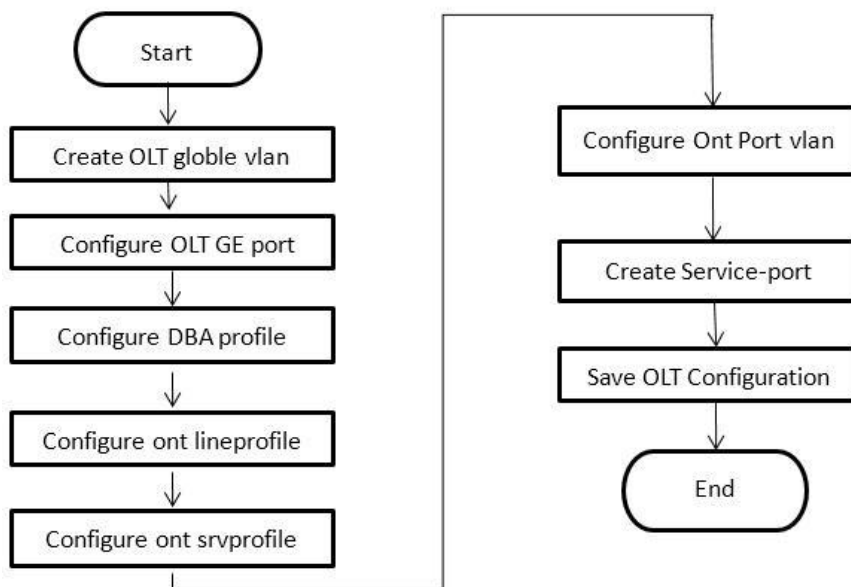 Start
Create OLT globle vlan
Configure OLT GE port
Configure DBA profile
Configure ont lineprofile
Configure ont srvprofile
Configure Ont Port vlan
Create Service-port
Save OLT Configuration
End